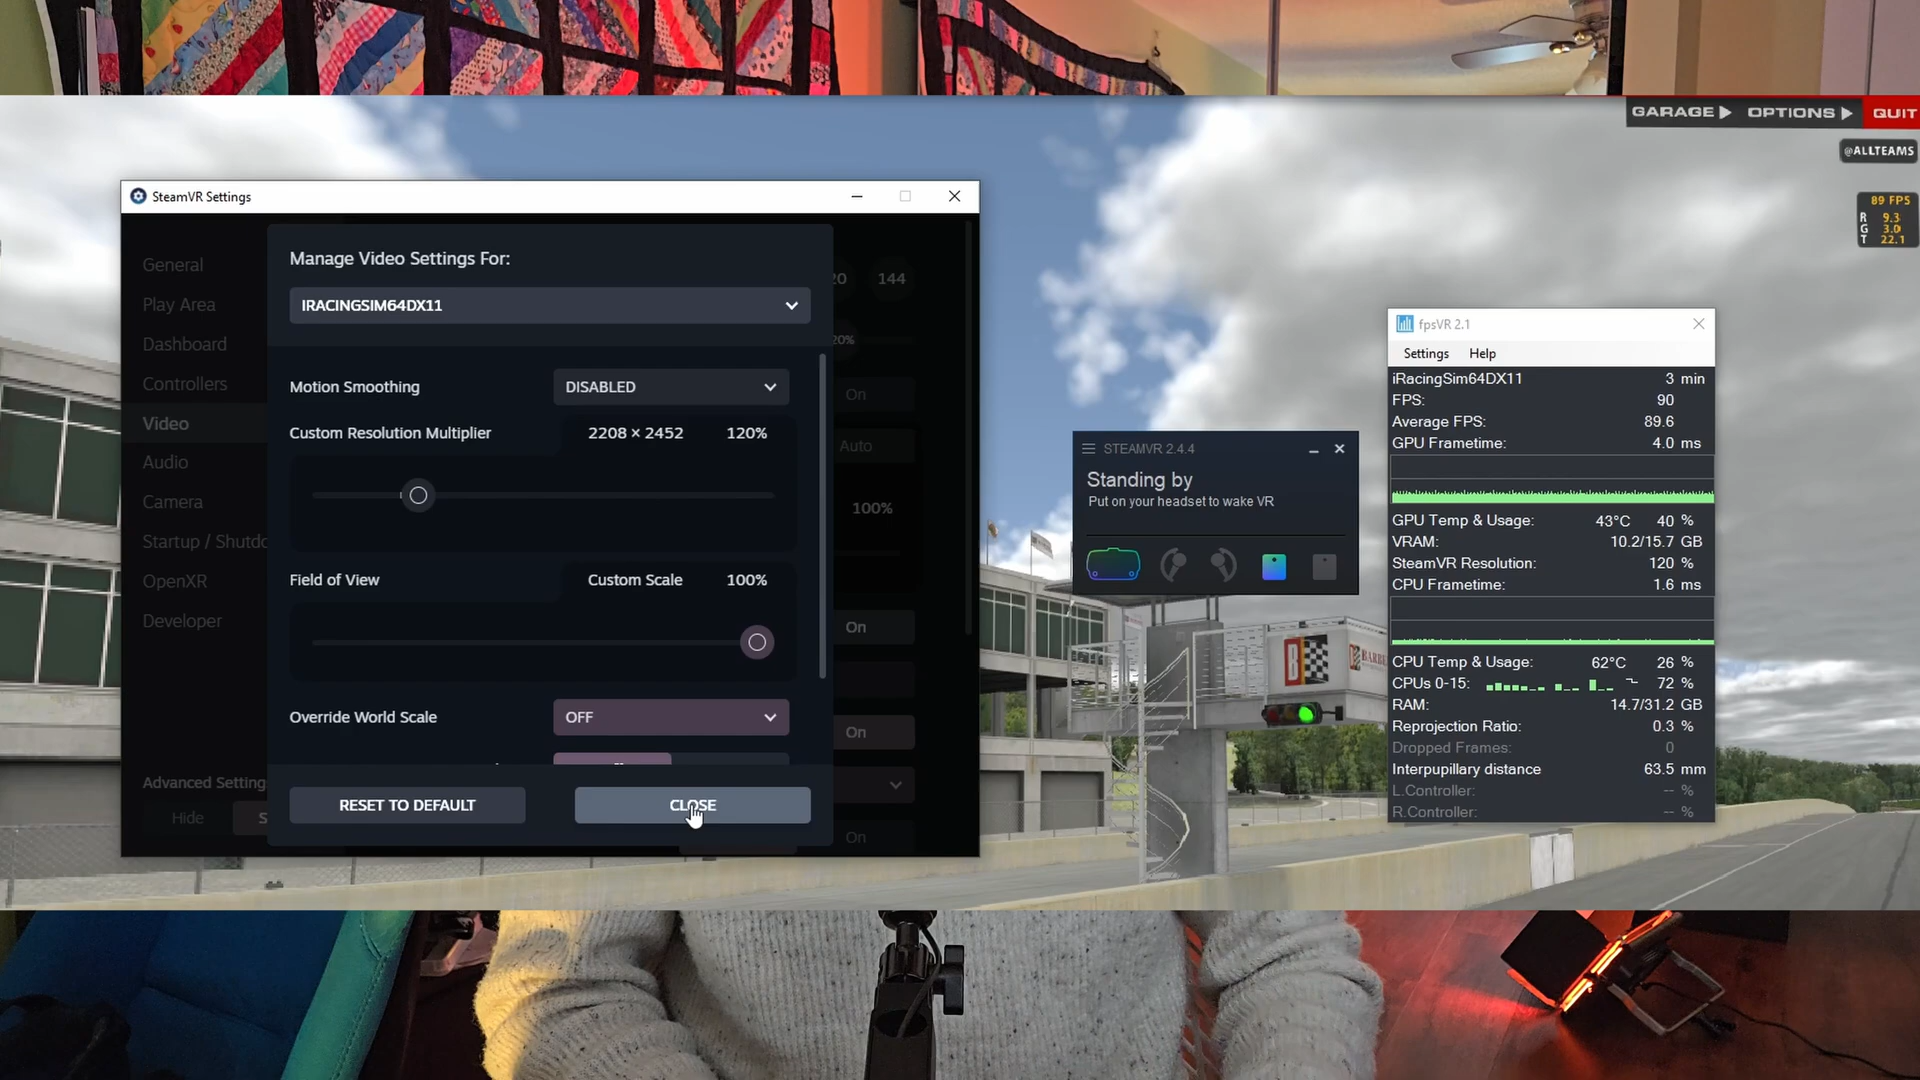 GARAGE▶ OPTIONS▶ QUIT
@ALLTEAMS
89 FPS
R 9.3
G 3.0
T 22.1
SteamVR Settings
General
Play Area
Dashboard
Controllers
Video
Audio
Camera
Startup / Shutdo
OpenXR
Developer
Advanced Setting
Hide
S
Manage Video Settings For:
IRACINGSIM64DX11
Motion Smoothing
DISABLED
Custom Resolution Multiplier
2208 × 2452
120%
Field of View
Custom Scale
100%
Override World Scale
OFF
RESET TO DEFAULT
CLOSE
20
144
20%
On
Auto
100%
On
On
On
STEAMVR 2.4.4
Standing by
Put on your headset to wake VR
B
fpsVR 2.1
Settings Help
iRacingSim64DX11 3 min
FPS: 90
Average FPS: 89.6
GPU Frametime: 4.0 ms
GPU Temp & Usage: 43°C 40 %
VRAM: 10.2/15.7 GB
SteamVR Resolution: 120 %
CPU Frametime: 1.6 ms
CPU Temp & Usage: 62°C 26 %
CPUs 0-15: 72 %
RAM: 14.7/31.2 GB
Reprojection Ratio: 0.3 %
Dropped Frames: 0
Interpupillary distance 63.5 mm
L.Controller: -- %
R.Controller: -- %